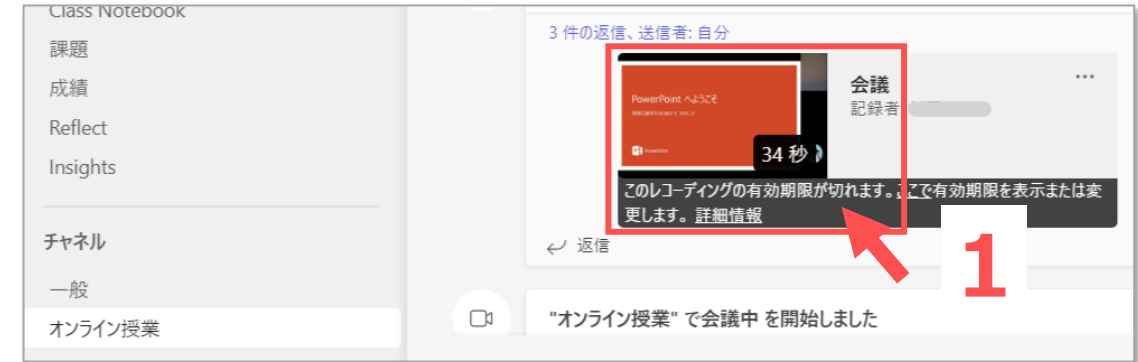 Class Notebook
課題
成績
Reflect
Insights
チャネル
一般
オンライン授業
3 件の返信、送信者: 自分
PowerPoint へようこそ
PowerPoint
34 秒
会議
記録者
このレコーディングの有効期限が切れます。ここで有効期限を表示または変
更します。詳細情報
返信
1
"オンライン授業" で会議中 を開始しました